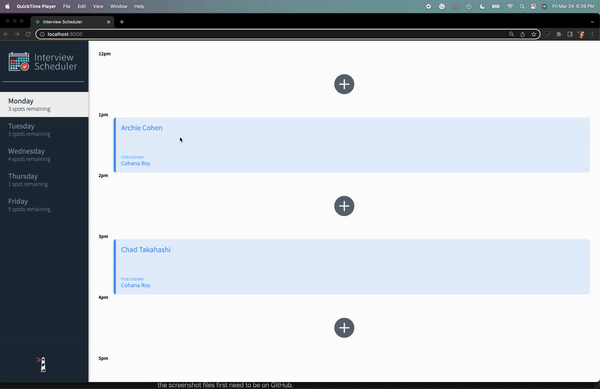 QuickTime Player File Edit View Window Help
Fri Mar 24 6:39 PM
Interview Scheduler
localhost:8000
Interview
Scheduler
Monday
3 spots remaining
Tuesday
3 spots remaining
Wednesday
4 spots remaining
Thursday
1 spot remaining
Friday
5 spots remaining
12pm
1pm
Archie Cohen
Interviewer
Cohana Roy
2pm
3pm
Chad Takahashi
Interviewer
Cohana Roy
4pm
5pm
the screenshot files first need to be on GitHub.